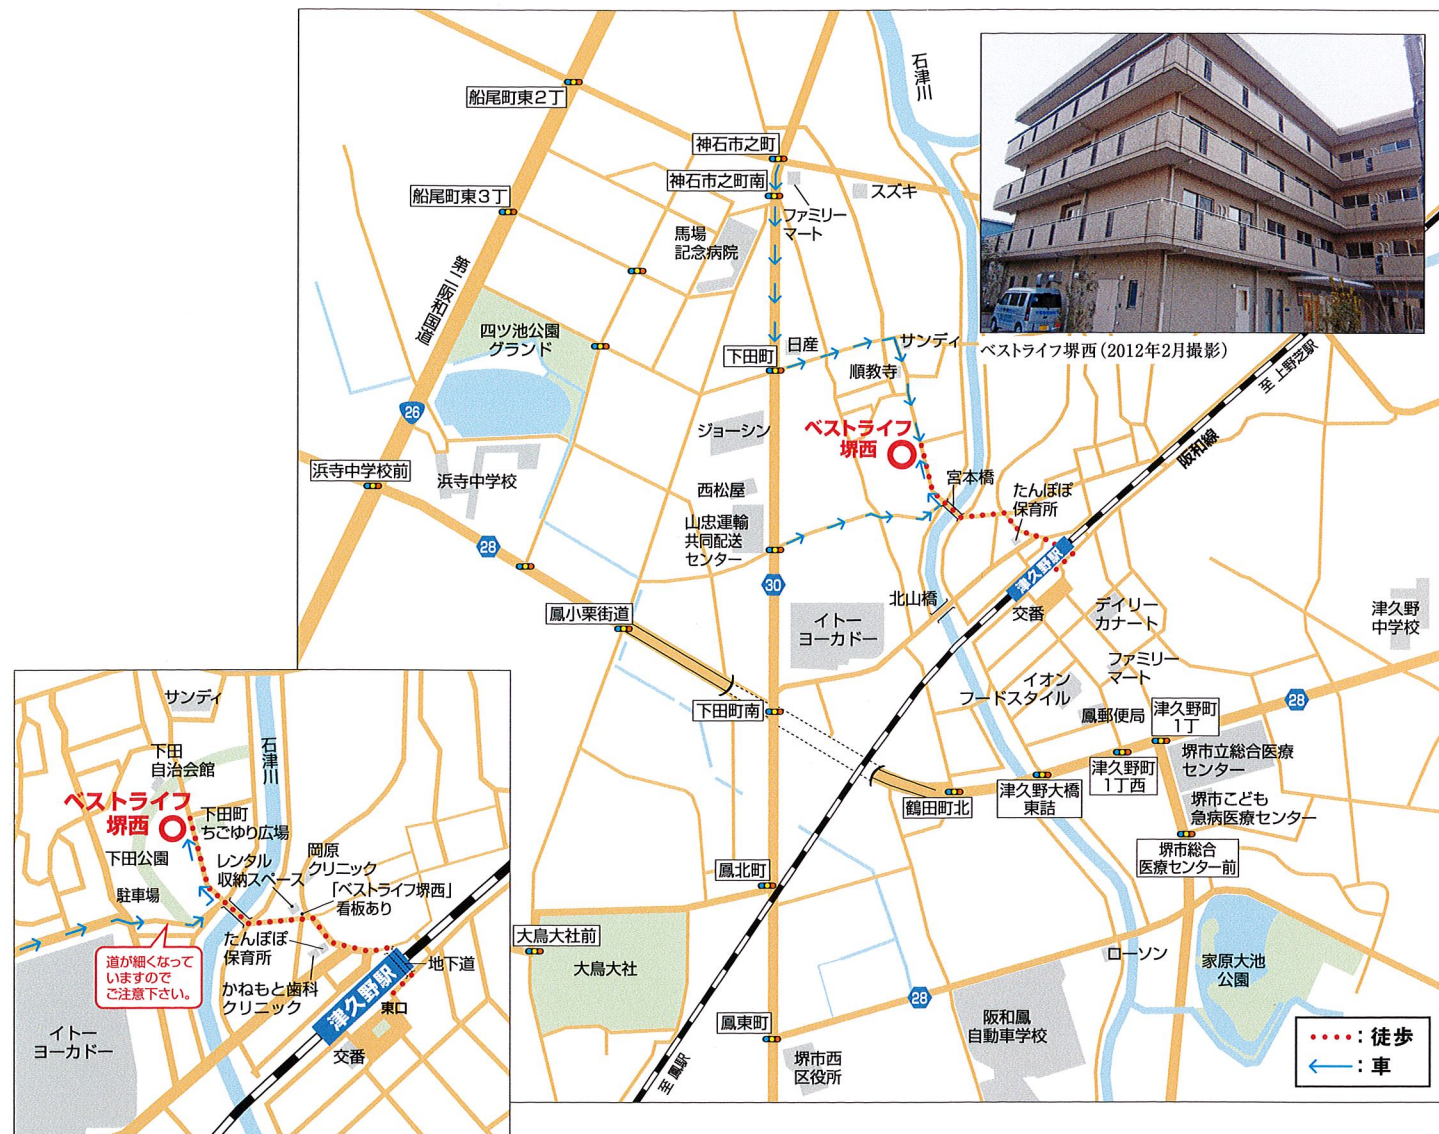 石津川
船尾町東2丁
神石市之町
神石市之町南
スズキ
ファミリー
マート
船尾町東3丁
馬場
記念病院
第二阪和国道
四ツ池公園
グランド
日産
サンディ
下田町
順教寺
ベストライフ堺西(2012年2月撮影)
至 上野芝駅
26
ジョーシン
ベストライフ
堺西
阪和線
浜寺中学校前
浜寺中学校
宮本橋
西松屋
たんぽぽ
保育所
山忠運輸
共同配送
センター
28
津久野駅
30
北山橋
交番
デイリー
カナート
津久野
中学校
鳳小栗街道
イトー
ヨーカドー
ファミリー
マート
イオン
フードスタイル
28
下田町南
鳳郵便局
津久野町
1丁
堺市立総合医療
センター
津久野町
1丁西
鶴田町北
津久野大橋
東詰
堺市こども
急病医療センター
堺市総合
医療センター前
鳳北町
大鳥大社前
大鳥大社
ローソン
家原大池
公園
28
阪和鳳
自動車学校
鳳東町
堺市西
区役所
至 鳳駅
:徒歩
:車
サンディ
石津川
下田
自治会館
ベストライフ
堺西
下田町
ちごゆり広場
下田公園
レンタル
収納スペース
岡原
クリニック
「ベストライフ堺西」
看板あり
駐車場
たんぽぽ
保育所
地下道
道が細くなって
いますので
ご注意下さい。
かねもと歯科
クリニック
津久野駅
東口
イトー
ヨーカドー
交番